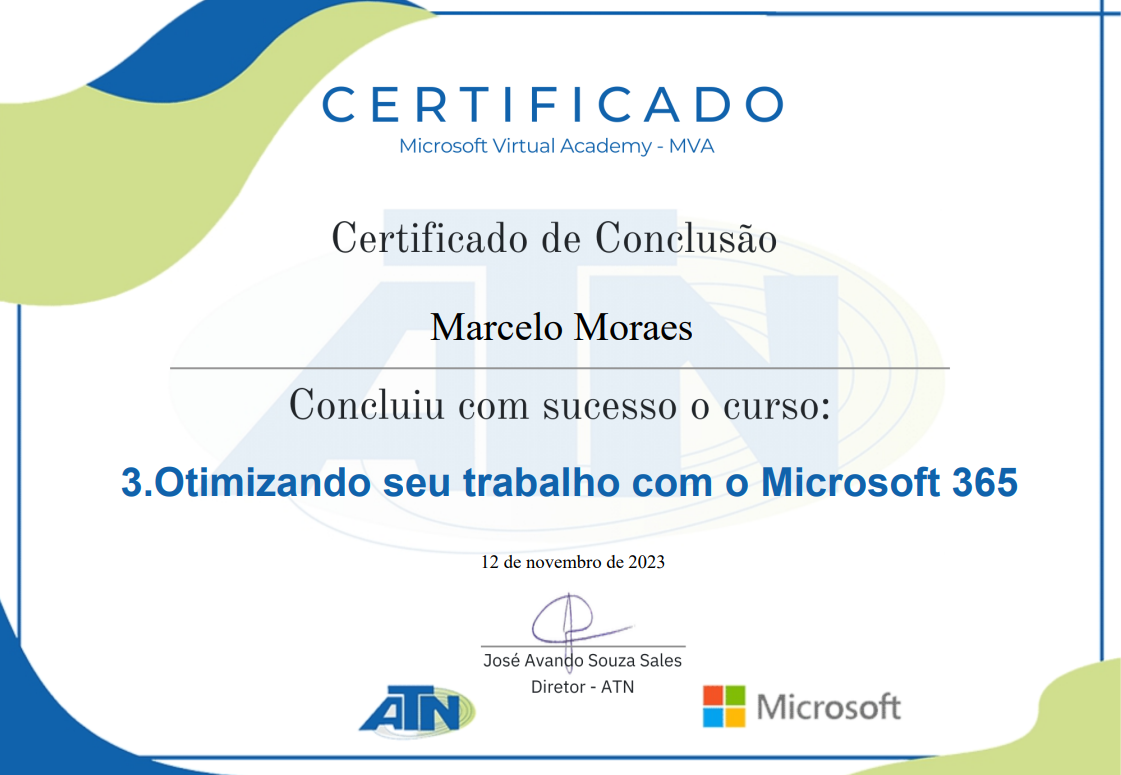 CERTIFICADO
Microsoft Virtual Academy - MVA
Certificado de Conclusão
Marcelo Moraes
Concluiu com sucesso o curso:
3.Otimizando seu trabalho com o Microsoft 365
12 de novembro de 2023
José Avando Souza Sales
Diretor - ATN
ATN
Microsoft